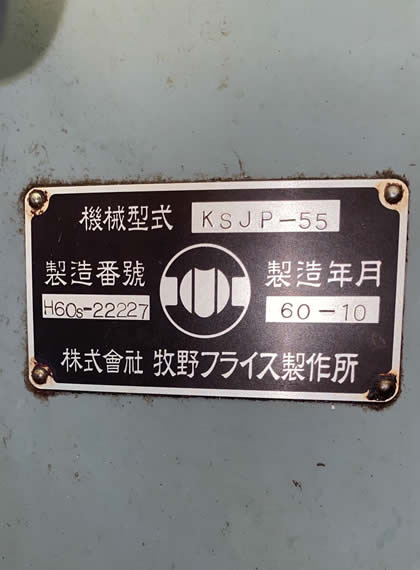 機械型式 KSJP-55
製造番號 製造年月
H60s-22227 60-10
株式會社 牧野フライス製作所